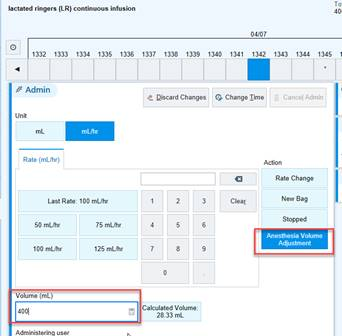 lactated ringers (LR) continuous infusion
To
40
04/07
1332 1333 1334 1335 1336 1337 1338 1339 1340 1341 1342 1343 1344 1345
Admin
Discard Changes Change Time Cancel Admin
Unit
mL mL/hr
Rate (mL/hr)
Action
Rate Change
Last Rate: 100 mL/hr 1 2 3 Clear
New Bag
50 mL/hr 75 mL/hr 4 5 6
Stopped
100 mL/hr 125 mL/hr 7 8 9
Anesthesia Volume
Adjustment
0 .
Volume (mL)
400
Calculated Volume:
28.33 mL
Administering user